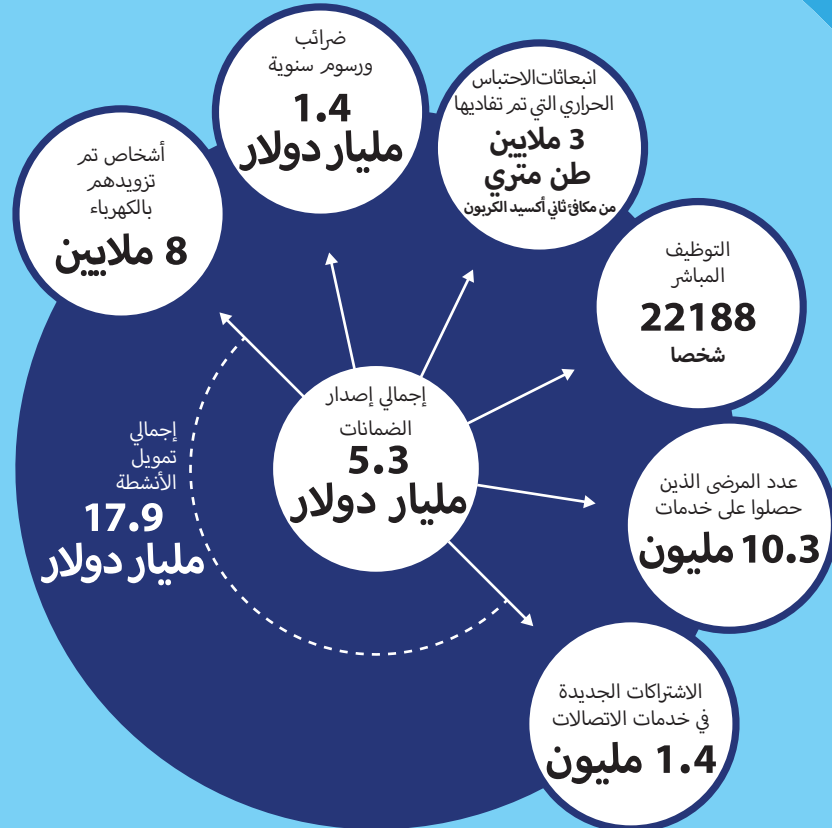 ضرائب
ورسوم سنوية
1.4
مليار دولار
انبعاثات الاحتباس
الحراري التي تم تفاديها
3 ملايين
طن متري
من مكافئ ثاني أكسيد الكربون
أشخاص تم
تزويدهم
بالكهرباء
8 ملايين
التوظيف
المباشر
22188
شخصا
إجمالي إصدار
الضمانات
5.3
مليار دولار
إجمالي
تمويل
الأنشطة
17.9
مليار دولار
عدد المرضى الذين
حصلوا على خدمات
10.3 مليون
الاشتراكات الجديدة
في خدمات الاتصالات
1.4 مليون